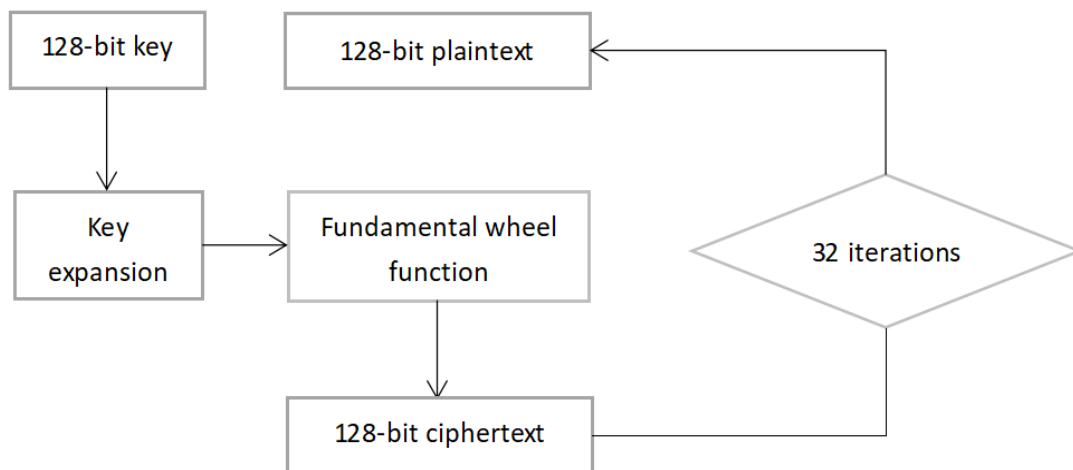 128-bit key
128-bit plaintext
Key
expansion
Fundamental wheel
function
32 iterations
128-bit ciphertext